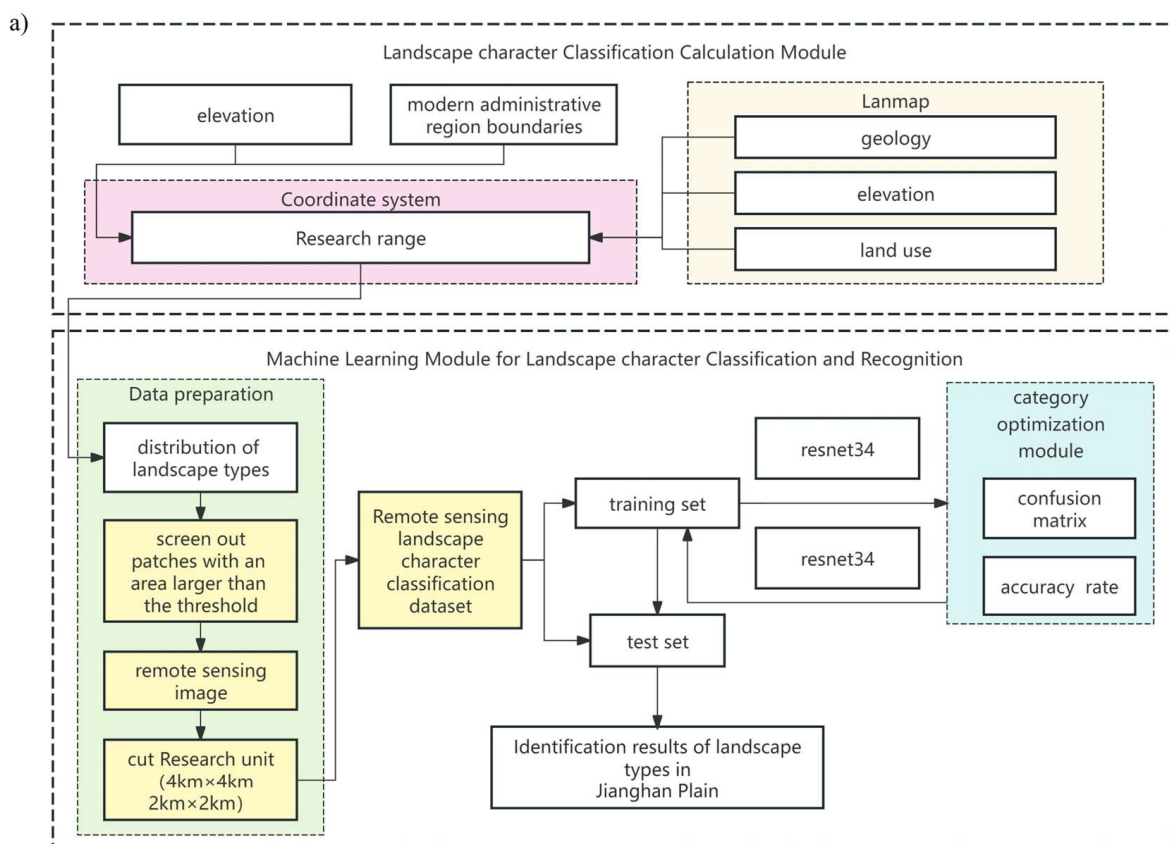 a)
Landscape character Classification Calculation Module
elevation
modern administrative
region boundaries
Lanmap
geology
elevation
land use
Coordinate system
Research range
Machine Learning Module for Landscape character Classification and Recognition
Data preparation
distribution of
landscape types
screen out
patches with an
area larger than
the threshold
remote sensing
image
cut Research unit
(4km×4km
2km×2km)
Remote sensing
landscape
character
classification
dataset
training set
test set
Identification results of landscape
types in
Jianghan Plain
resnet34
resnet34
category
optimization
module
confusion
matrix
accuracy rate